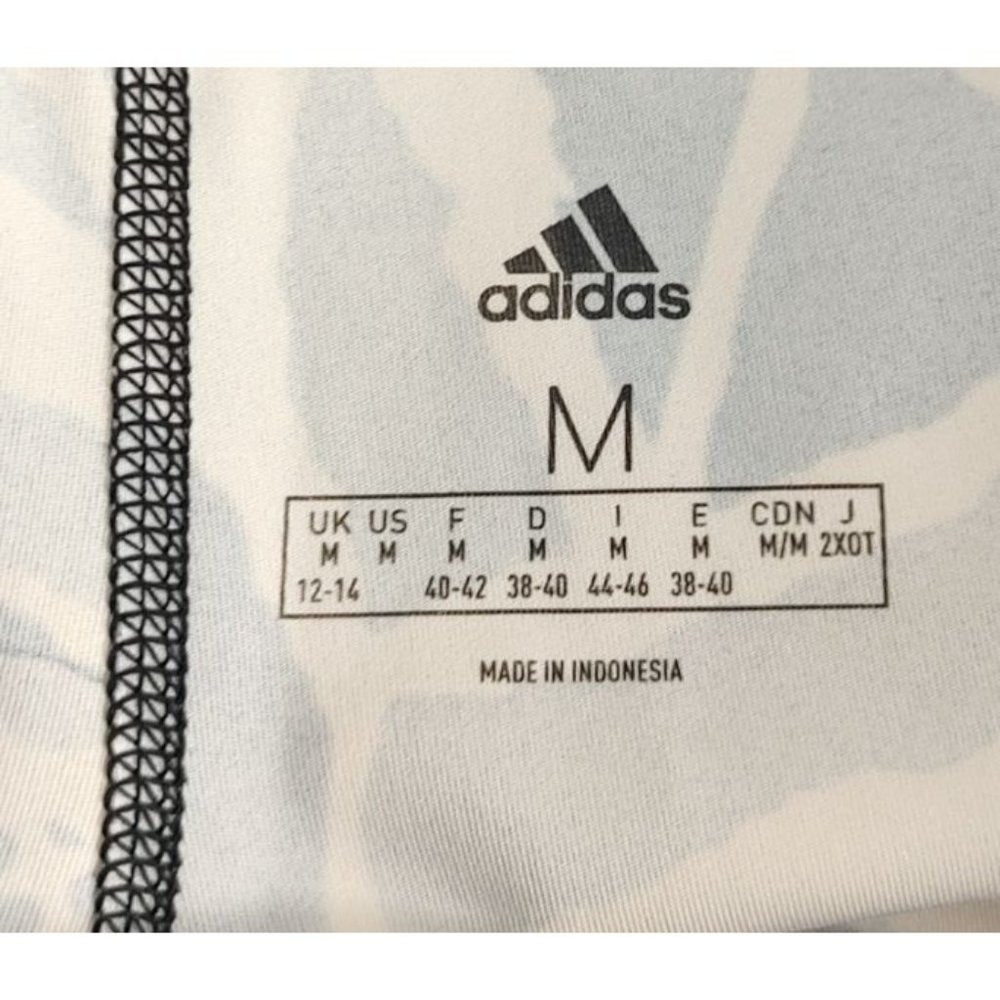 adidas
M
UK US F D I E CDN J
M M M M M M M/M 2XOT
12-14 40-42 38-40 44-46 38-40
MADE IN INDONESIA